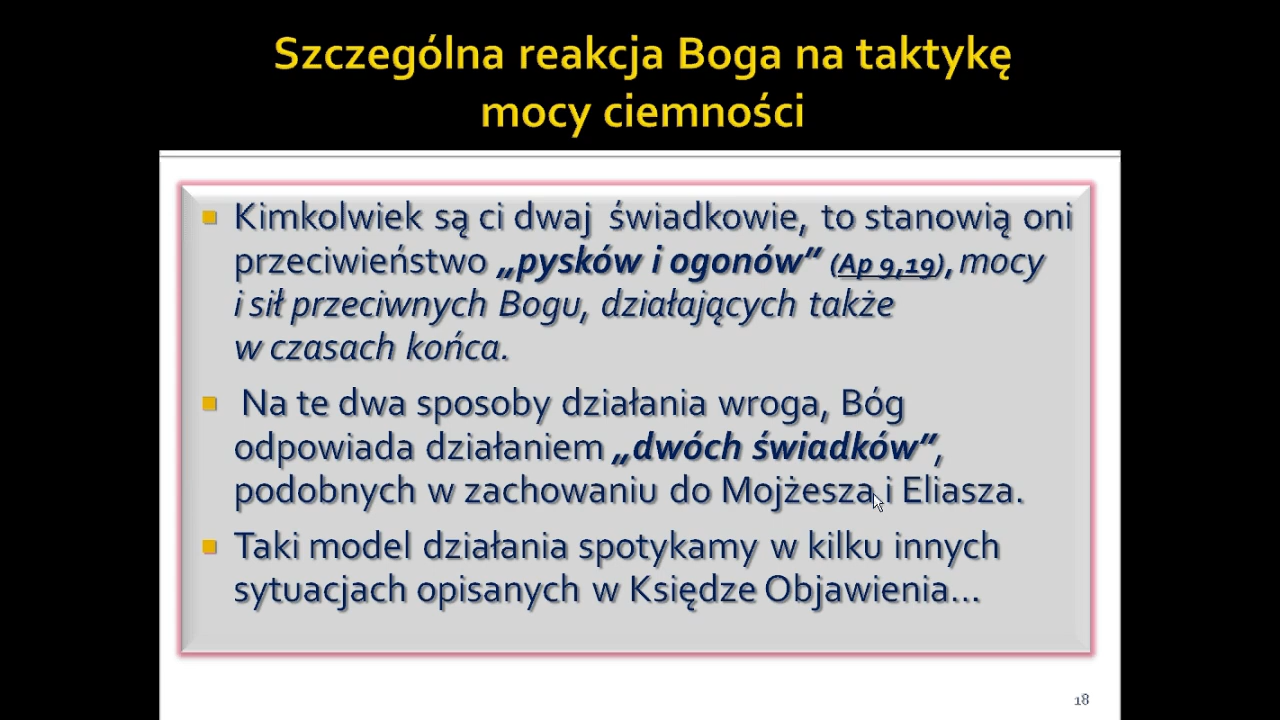 Szczególna reakcja Boga na taktykę
mocy ciemności
Kimkolwiek są ci dwaj świadkowie, to stanowią oni
przeciwieństwo „pysków i ogonów” (Ap 9,19), mocy
i sił przeciwnych Bogu, działających także
w czasach końca.
Na te dwa sposoby działania wroga, Bóg
odpowiada działaniem „dwóch świadków”,
podobnych w zachowaniu do Mojżesza i Eliasza.
Taki model działania spotykamy w kilku innych
sytuacjach opisanych w Księdze Objawienia...
18